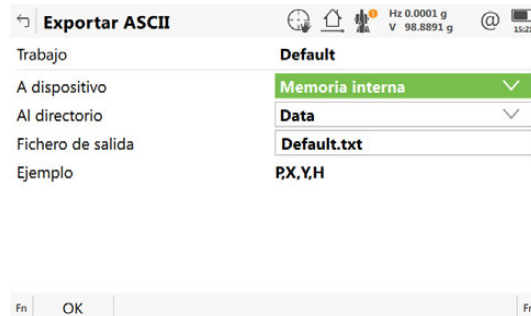 Exportar ASCII Hz 0.0001 g
V 98.8891 g @
Trabajo Default
A dispositivo Memoria interna
Al directorio Data
Fichero de salida Default.txt
Ejemplo P,X,Y,H
Fn OK